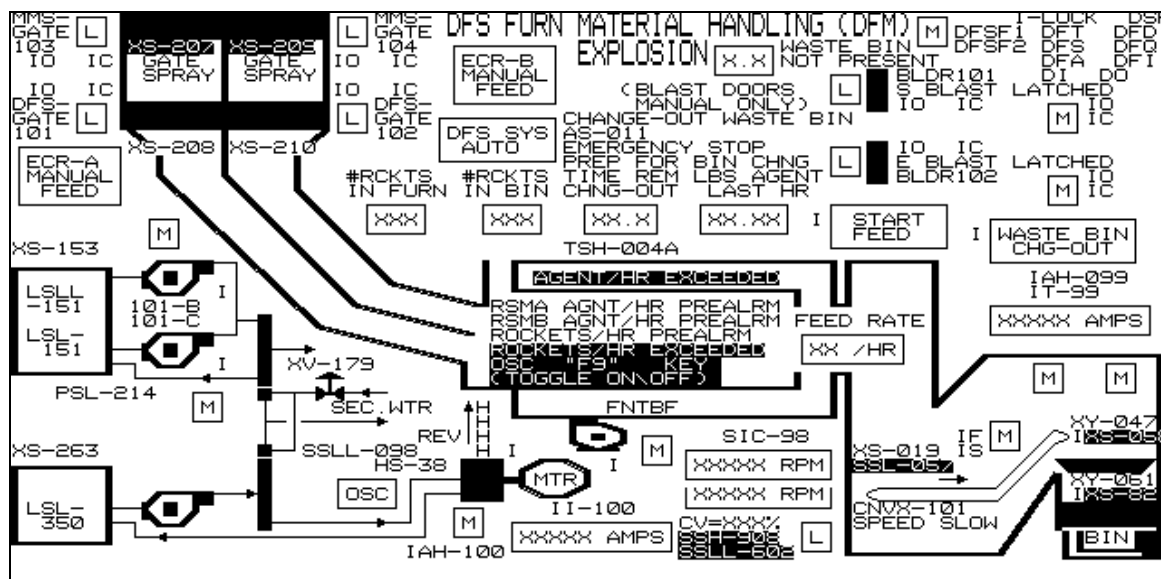 MMS-
GATE
103
L
IO IC
IO IC
DFS-
GATE
101
L
XS-207 XS-209
GATE
SPRAY
GATE
SPRAY
XS-208 XS-210
L
MMS-
GATE
104
IO IC
IO IC
L
DFS-
GATE
102
ECR-A
MANUAL
FEED
DFS FURN MATERIAL HANDLING (DFM)
EXPLOSION
X.X
WASTE BIN
NOT PRESENT
M
DFSF1
DFSF2
I-LOCK
DFT DFD
DFS DFQ
DFA DFI
DI DO
ECR-B
MANUAL
FEED
DFS SYS
AUTO
(BLAST DOORS
MANUAL ONLY)
CHANGE-OUT WASTE BIN
AS-011
EMERGENCY STOP
PREP FOR BIN CHNG
L
BLDR101
S BLAST LATCHED
IO IC
M
IC
L
IO IC
E BLAST LATCHED
BLDR102
IO
M
IC
#RCKTS
IN FURN
XXX
#RCKTS
IN BIN
XXX
TIME REM
CHNG-OUT
XX.X
LBS AGENT
LAST HR
XX.XX
I
START
FEED
I
WASTE BIN
CHG-OUT
TSH-004A
IAH-099
IT-99
XXXXX AMPS
M
XS-153
LSLL
-151
LSL-
151
101-B
101-C
I
I
PSL-214
M
XV-179
SEC.WTR
AGENT/HR EXCEEDED
RSMA AGNT/HR PREALRM
RSMB AGNT/HR PREALRM
ROCKETS/HR PREALRM
ROCKETS/HR EXCEEDED
OSC "F9" KEY
(TOGGLE ON\OFF)
FEED RATE
XX /HR
M
M
FNTBF
REV
H
H
H
H
I
I
M
SIC-98
XXXXX RPM
XXXXX RPM
CV=XXX%
SSLL-602
L
XS-263
LSL-
350
SSLL-098
HS-38
OSC
MTR
II-100
M
IAH-100
XXXXX AMPS
XS-019
SSL-057
IF
IS
M
XY-047
XY-061
CNVX-101
SPEED SLOW
BIN